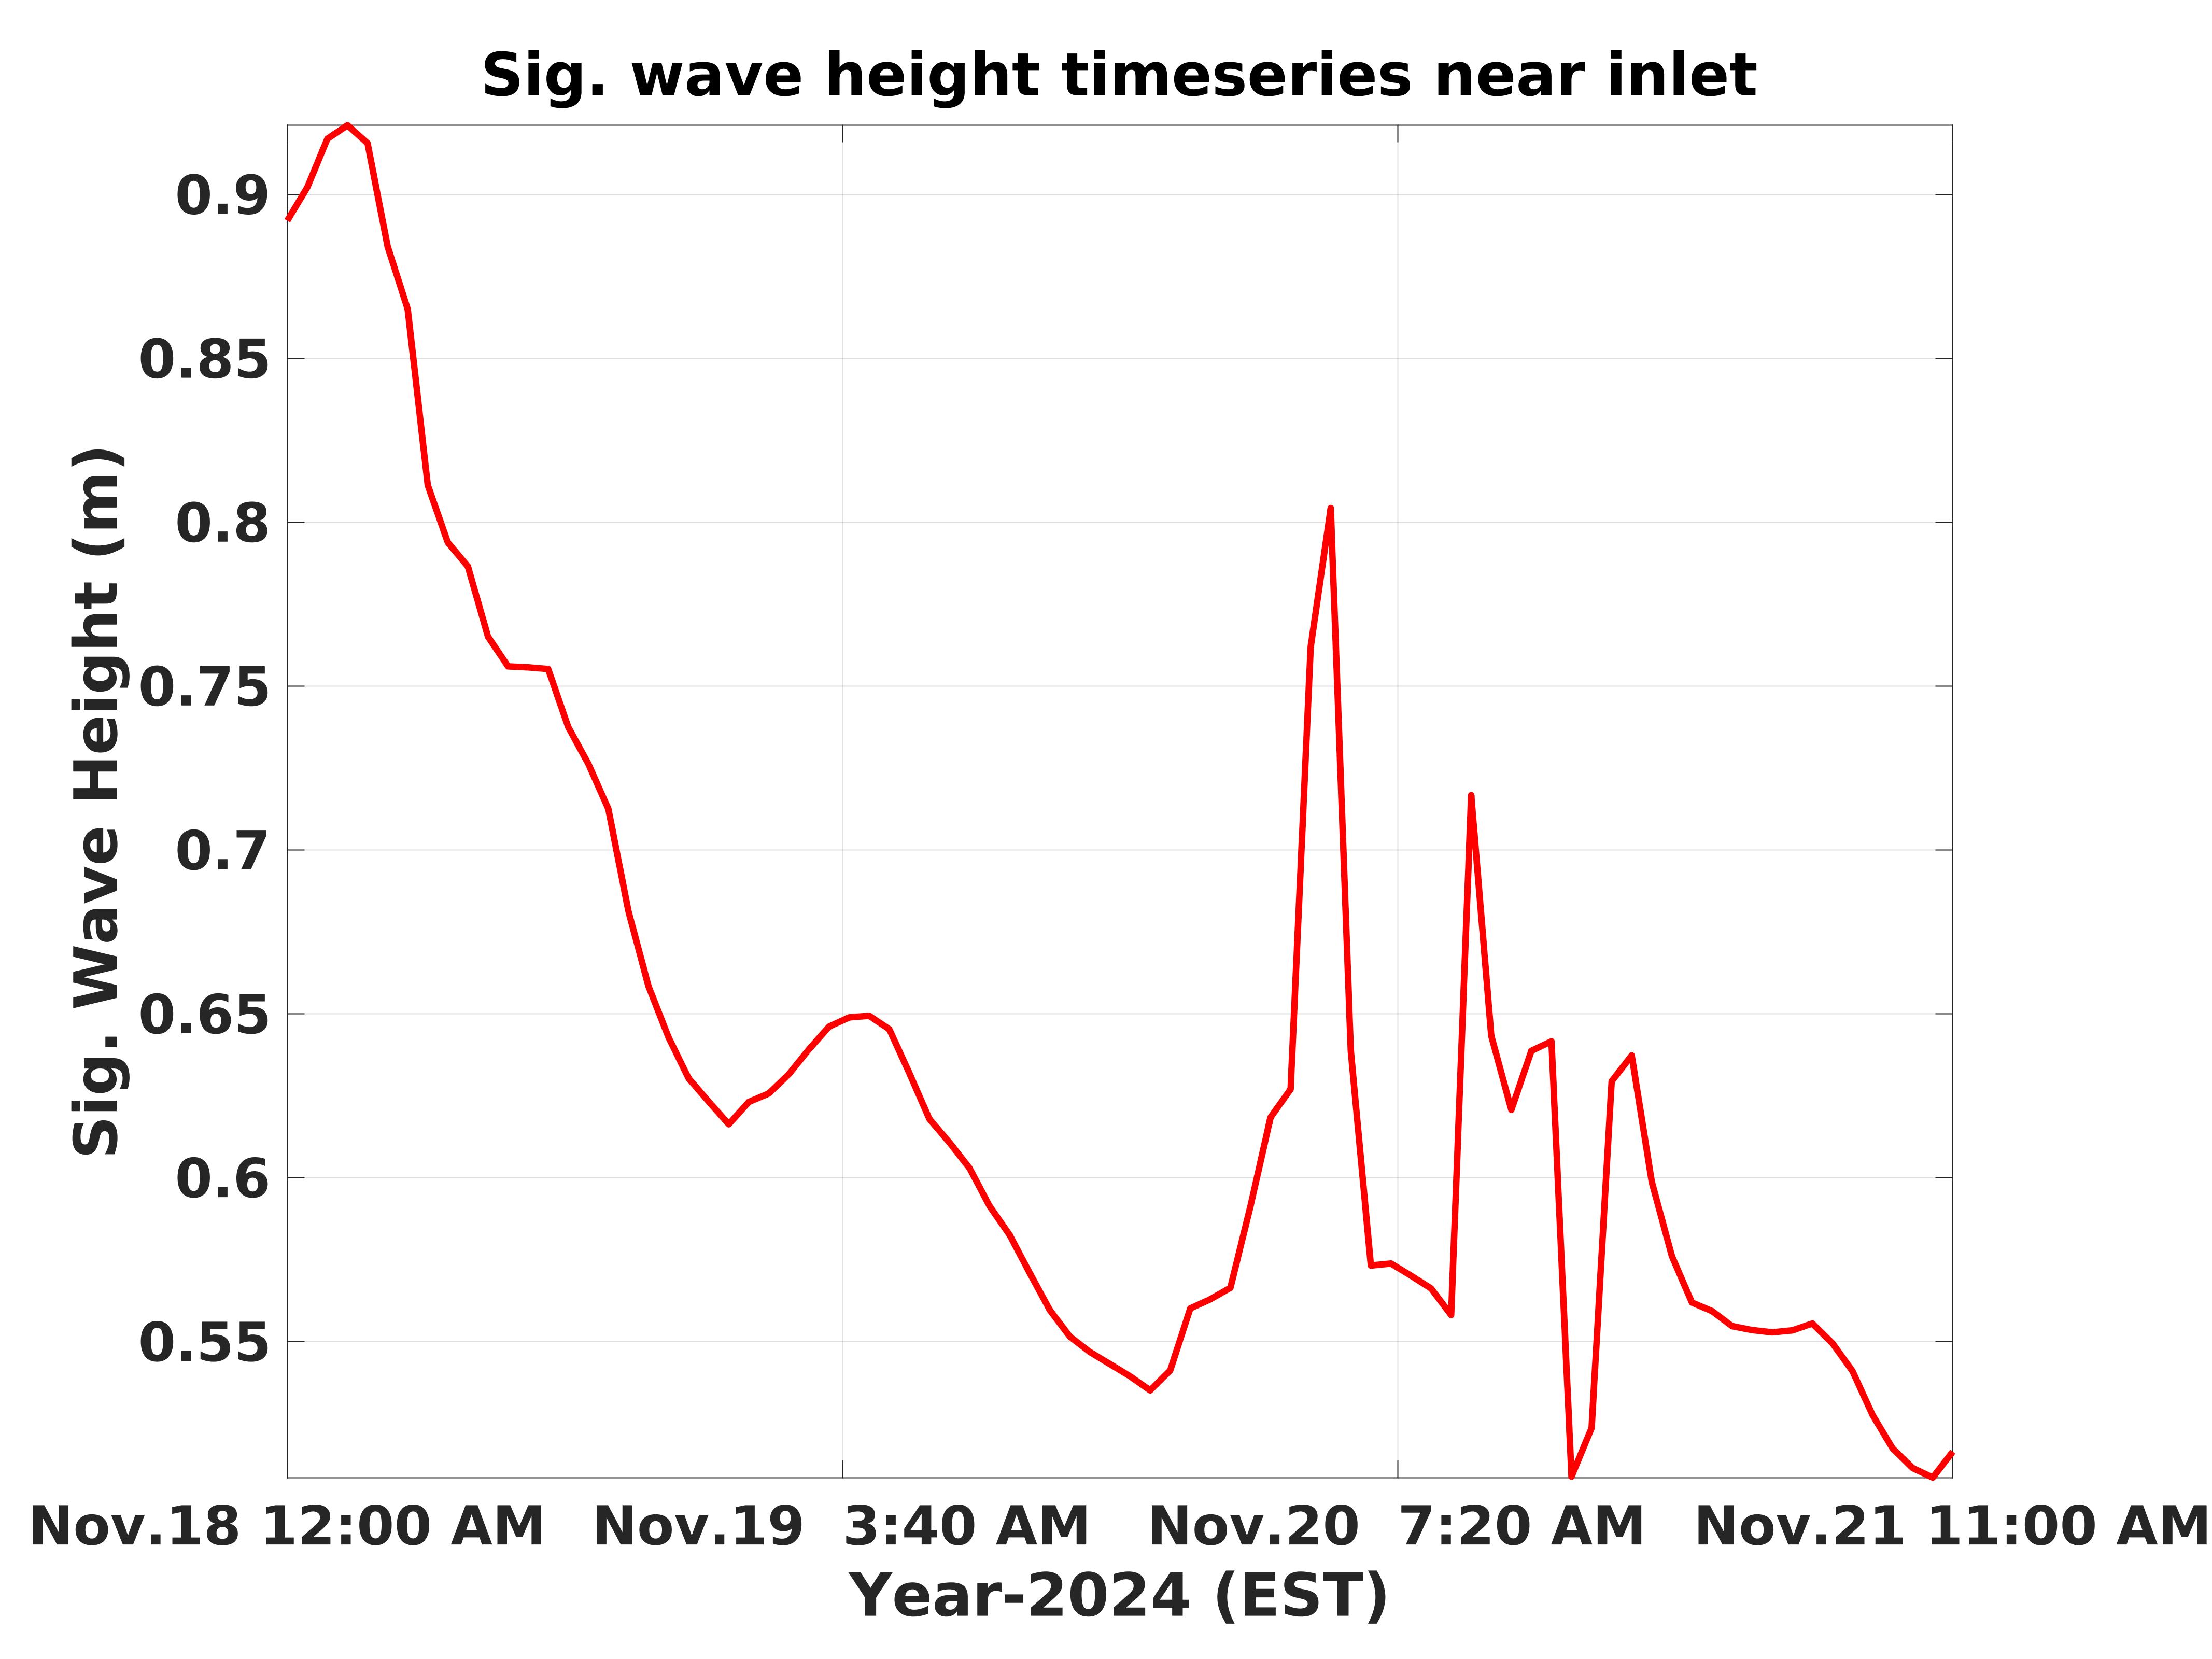 Sig. wave height timeseries near inlet
Sig. Wave Height (m)
0.9
0.85
0.8
0.75
0.7
0.65
0.6
0.55
Nov.18 12:00 AM Nov.19 3:40 AM Nov.20 7:20 AM Nov.21 11:00 AM
Year-2024 (EST)